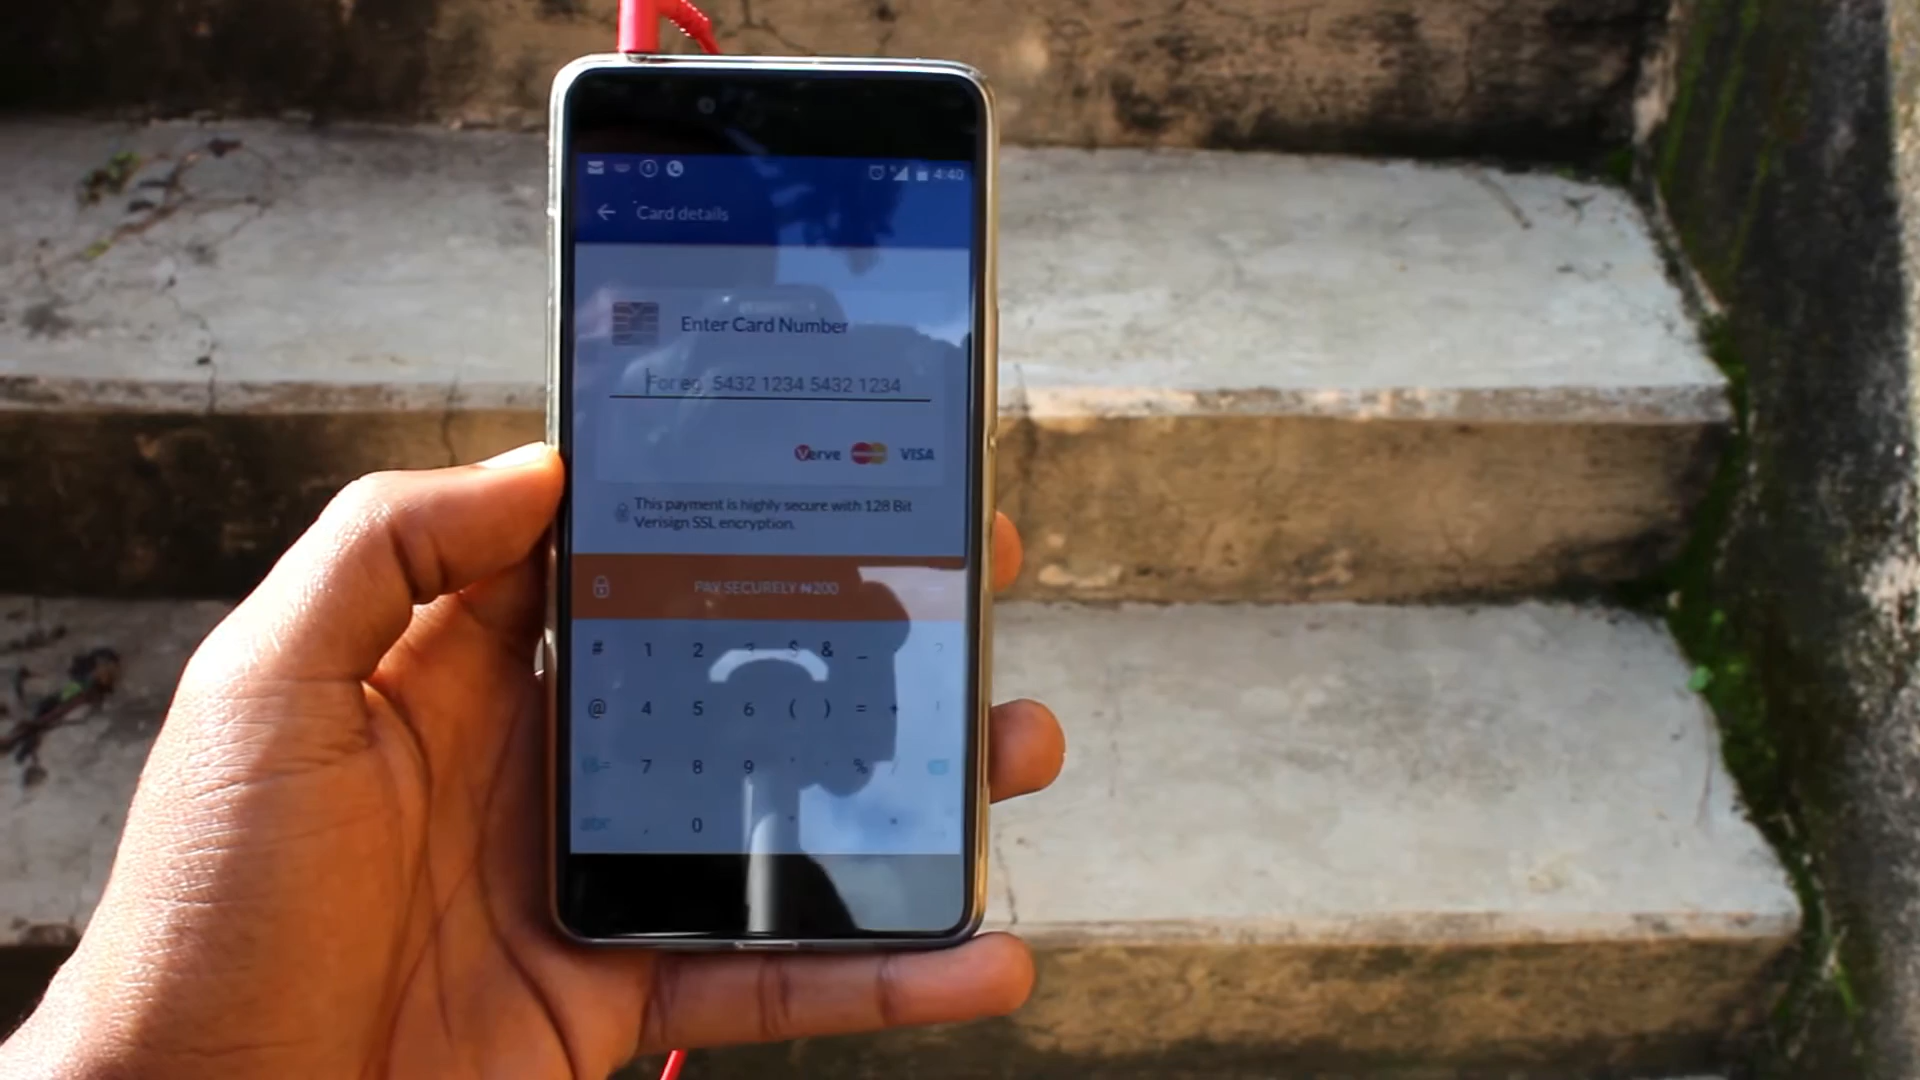 4:40
Card details
Enter Card Number
For eg. 5432 1234 5432 1234
Verve VISA
This payment is highly secure with 128 Bit
Verisign SSL encryption.
PAY SECURELY ₦200
# 1 2 3 $ & _ ?
@ 4 5 6 ( ) = + !
7 8 9 % /
abc , 0